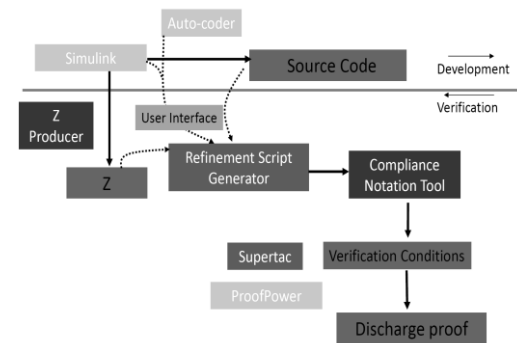 Auto-coder
Simulink
Source Code
Development
Verification
Z
Producer
User Interface
Z
Refinement Script
Generator
Compliance
Notation Tool
Supertac
Verification Conditions
ProofPower
Discharge proof